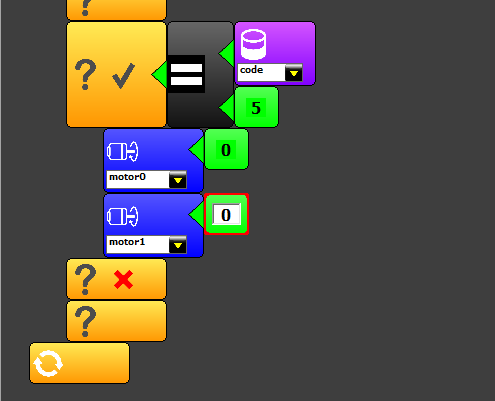 ?
? ✓ = code
5
0
motor0
0
motor1
? ✗
?